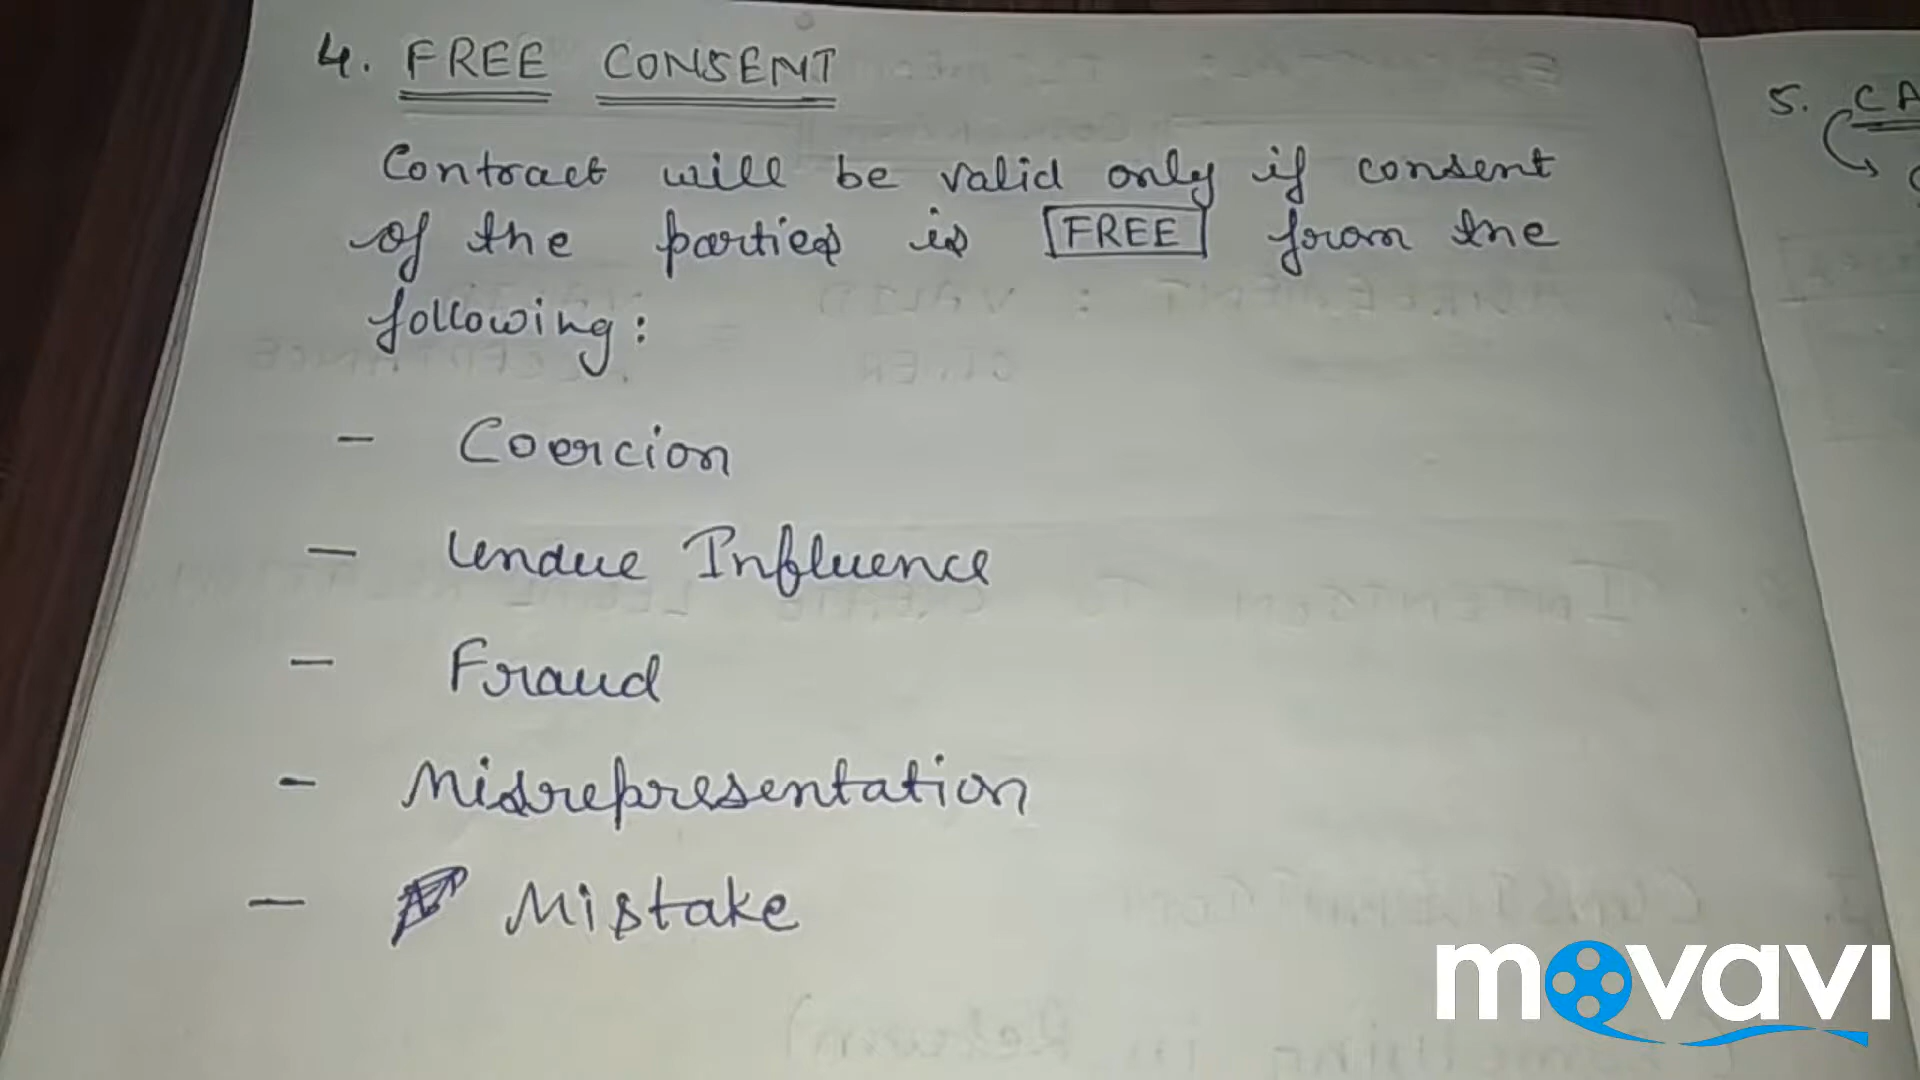 4. FREE CONSENT
Contract will be valid only if consent
of the parties is FREE from the
following:
- Coercion
- Undue Influence
- Fraud
- Misrepresentation
- Mistake
5. CA
movavi